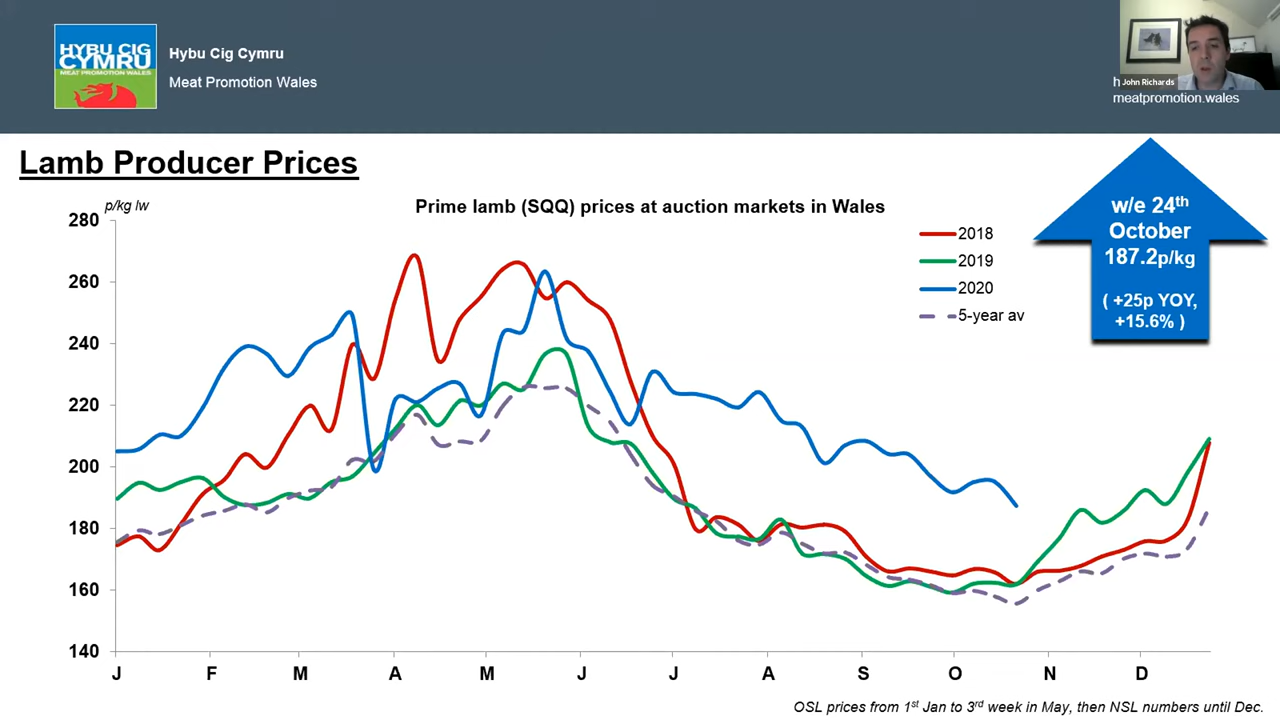 HYBU CIG
CYMRU
MEAT PROMOTION WALES
Hybu Cig Cymru
Meat Promotion Wales
John Richards
meatpromotion.wales
Lamb Producer Prices
p/kg lw
Prime lamb (SQQ) prices at auction markets in Wales
280
260
240
220
200
180
160
140
J F M A M J J A S O N D
2018
2019
2020
5-year av
w/e 24th
October
187.2p/kg
( +25p YOY,
+15.6% )
OSL prices from 1st Jan to 3rd week in May, then NSL numbers until Dec.